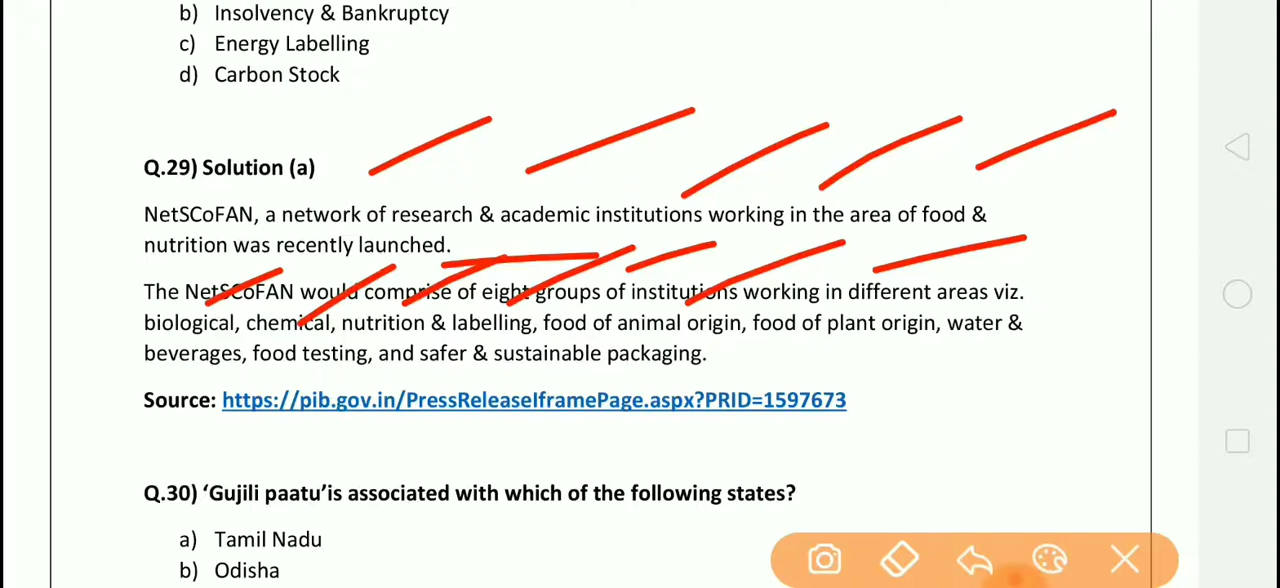 b) Insolvency & Bankruptcy
c) Energy Labelling
d) Carbon Stock
Q.29) Solution (a)
NetSCoFAN, a network of research & academic institutions working in the area of food &
nutrition was recently launched.
The NetSCoFAN would comprise of eight groups of institutions working in different areas viz.
biological, chemical, nutrition & labelling, food of animal origin, food of plant origin, water &
beverages, food testing, and safer & sustainable packaging.
Source: https://pib.gov.in/PressReleaseIframePage.aspx?PRID=1597673
Q.30) ‘Gujili paatu’is associated with which of the following states?
a) Tamil Nadu
b) Odisha